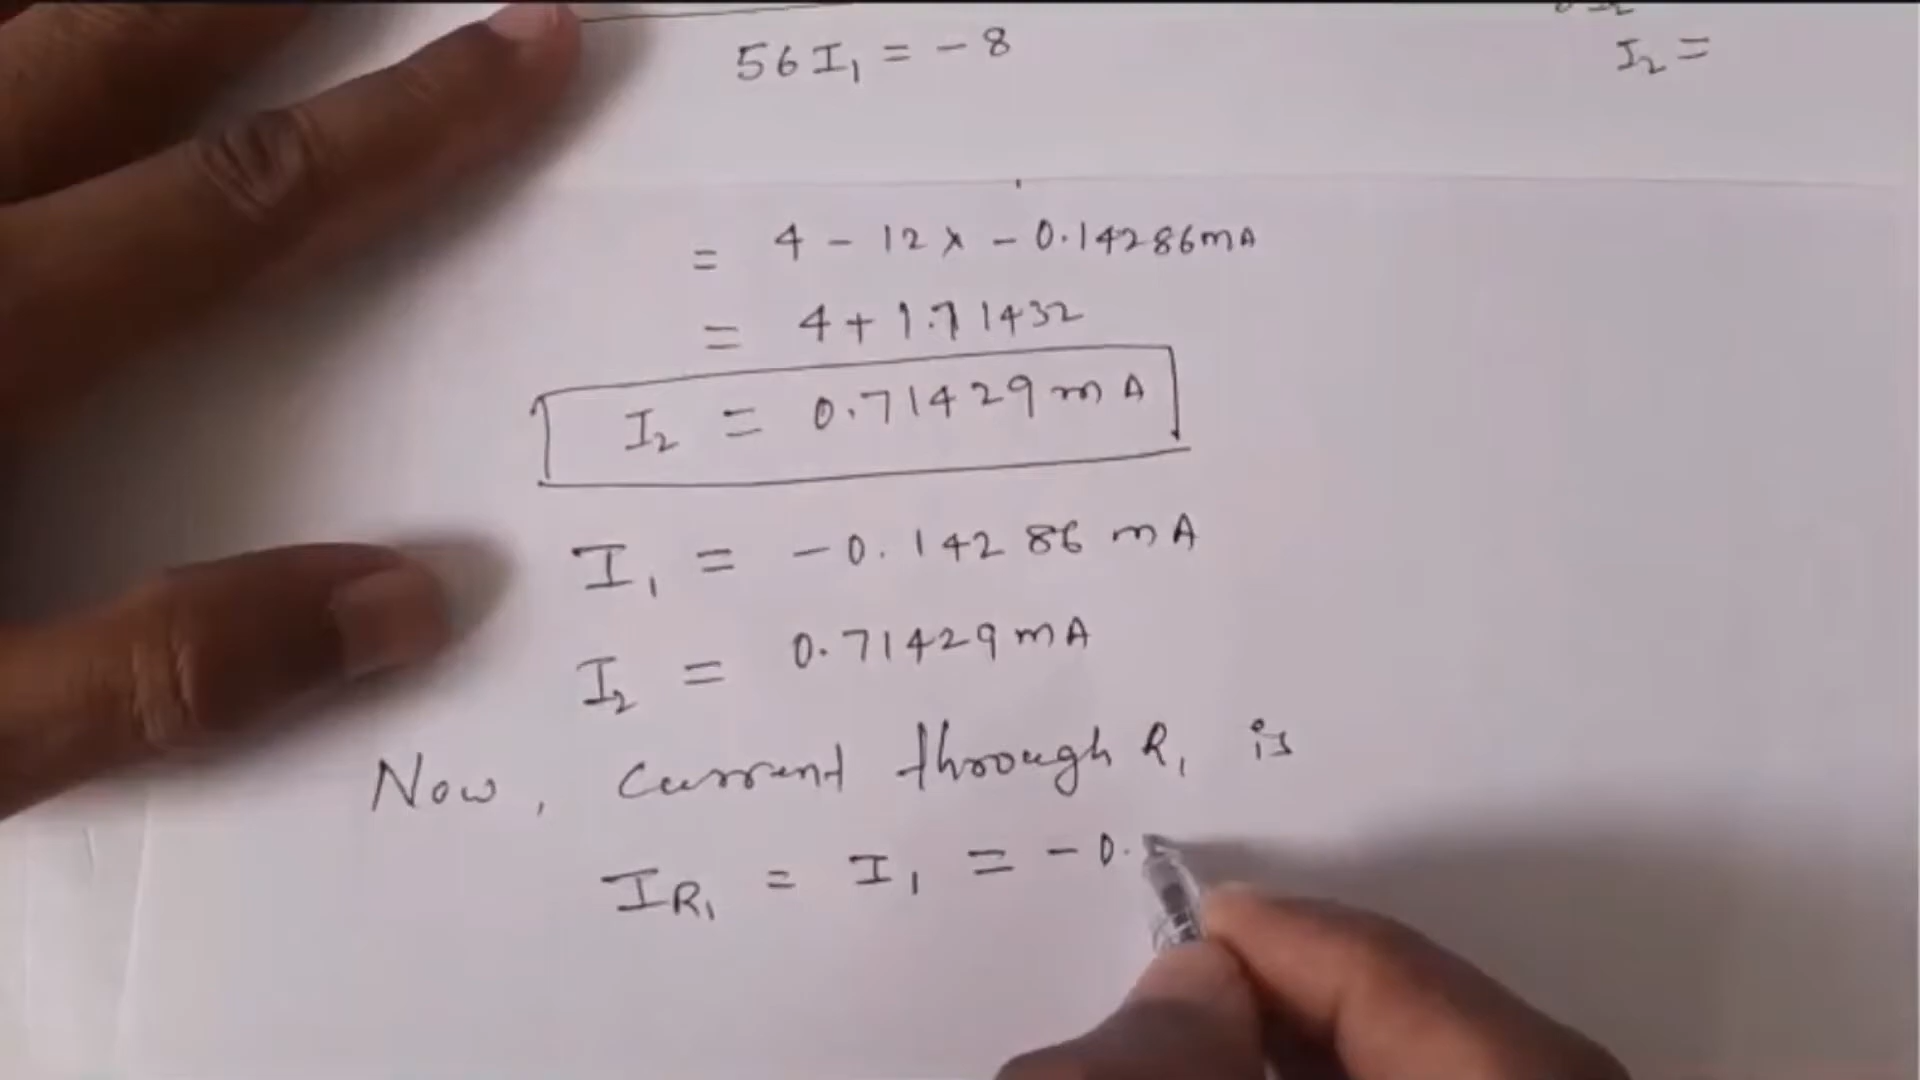 56I₁ = -8
I₂ =
= 4 - 12 x - 0.14286mA
= 4 + 1.71432
I₂ = 0.71429 mA
I₁ = -0.14286 mA
I₂ = 0.71429 mA
Now, Current through R₁ is
I_R₁ = I₁ = -0.